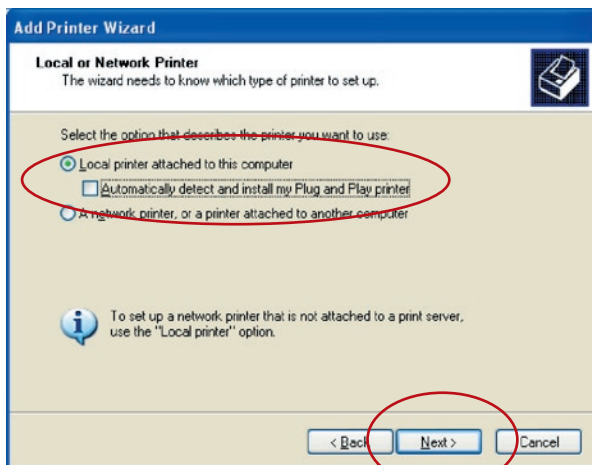 Add Printer Wizard
Local or Network Printer
The wizard needs to know which type of printer to set up.
Select the option that describes the printer you want to use:
Local printer attached to this computer
Automatically detect and install my Plug and Play printer
A network printer, or a printer attached to another computer
To set up a network printer that is not attached to a print server,
use the "Local printer" option.
< Back
Next >
Cancel